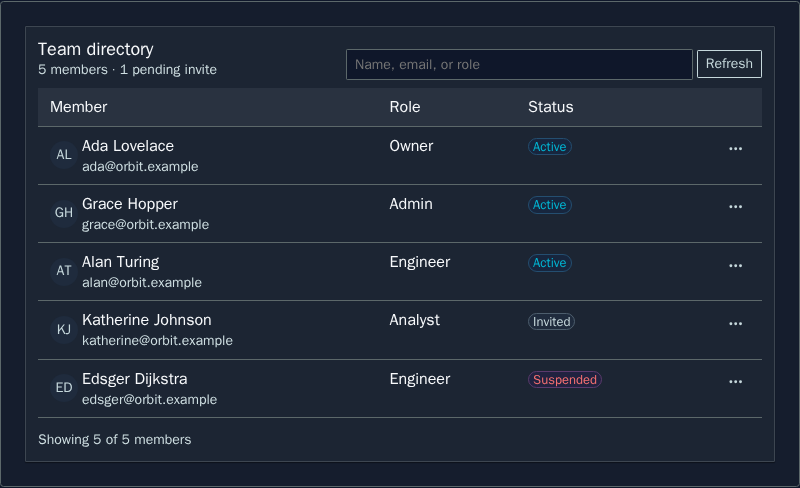 Team directory
5 members · 1 pending invite
Name, email, or role
Refresh
Member Role Status
AL Ada Lovelace Owner Active ···
ada@orbit.example
GH Grace Hopper Admin Active ···
grace@orbit.example
AT Alan Turing Engineer Active ···
alan@orbit.example
KJ Katherine Johnson Analyst Invited ···
katherine@orbit.example
ED Edsger Dijkstra Engineer Suspended ···
edsger@orbit.example
Showing 5 of 5 members